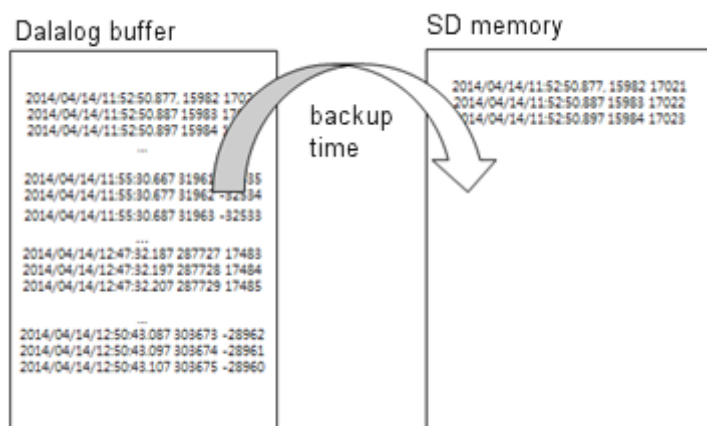 Dalalog buffer
2014/04/14/11:52:50.877, 15982
2014/04/14/11:52:50.887 15983
2014/04/14/11:52:50.897 15984
...
2014/04/14/11:55:30.667 31961
2014/04/14/11:55:30.677 31962 -32534
2014/04/14/11:55:30.687 31963 -32533
...
2014/04/14/12:47:32.187 287727 17483
2014/04/14/12:47:32.197 287728 17484
2014/04/14/12:47:32.207 287729 17485
...
2014/04/14/12:50:43.087 303673 -28962
2014/04/14/12:50:43.097 303674 -28961
2014/04/14/12:50:43.107 303675 -28960
backup
time
SD memory
2014/04/14/11:52:50.877, 15982 17021
2014/04/14/11:52:50.887 15983 17022
2014/04/14/11:52:50.897 15984 17023